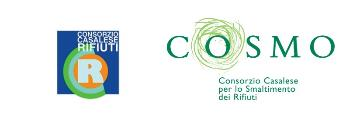 CONSORZIO
CASALESE
RIFIUTI
R
COSMO
Consorzio Casalese
per lo Smaltimento
dei Rifiuti